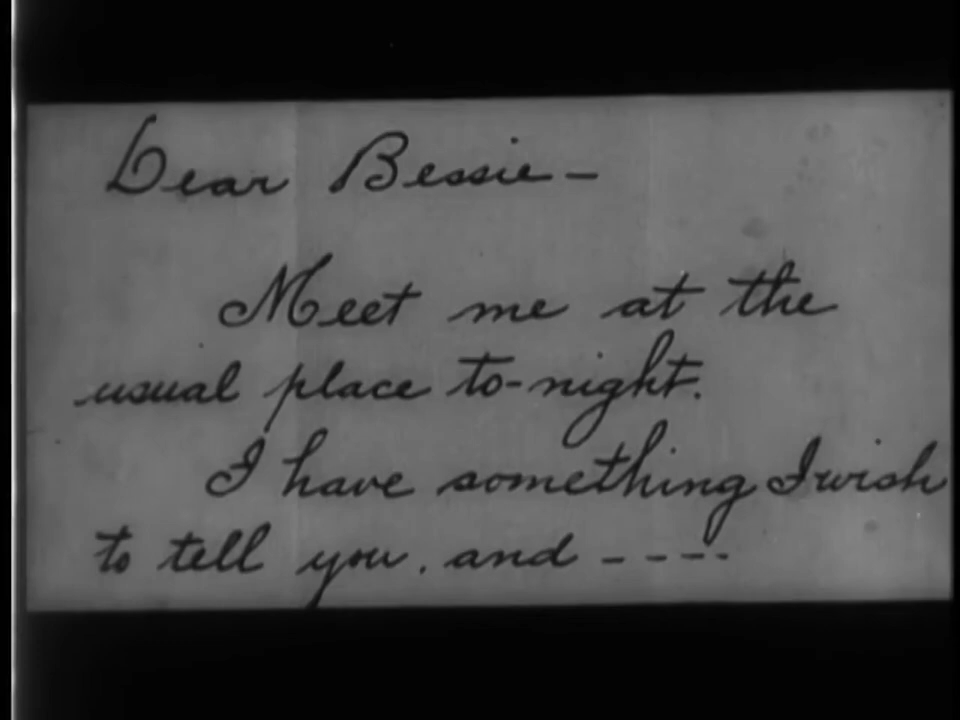 Dear Bessie –
Meet me at the
usual place to-night.
I have something I wish
to tell you. and ----